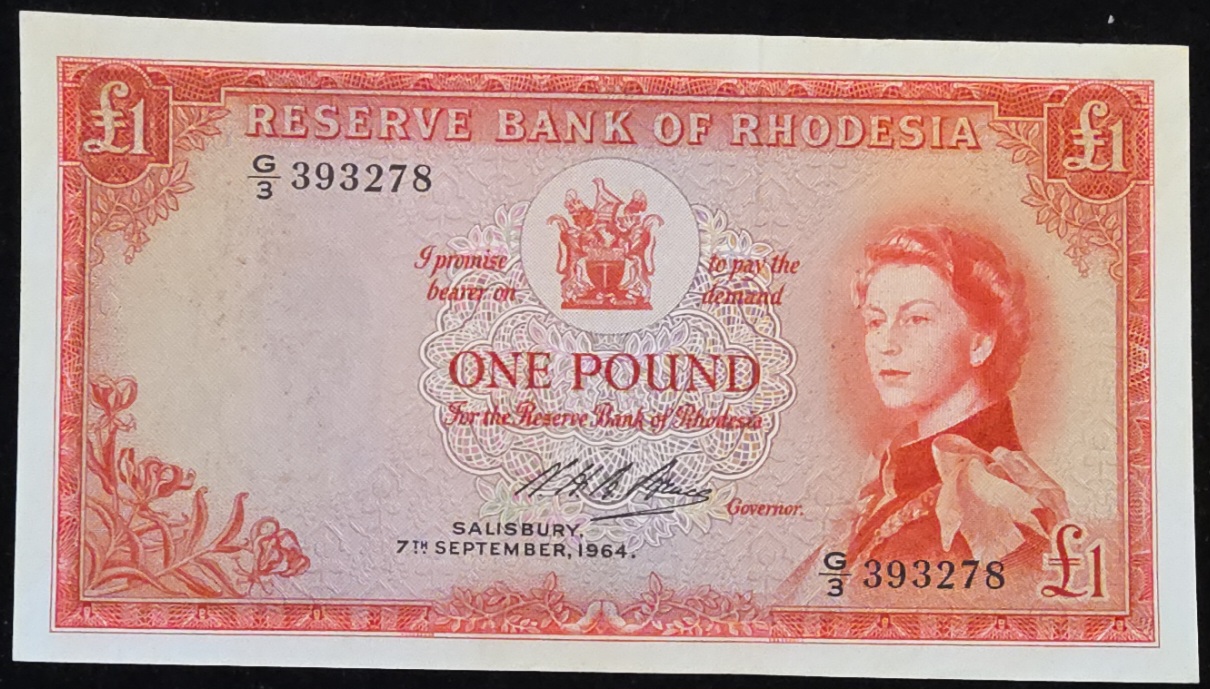 £1
RESERVE BANK OF RHODESIA
£1
G/3 393278
I promise to pay the
bearer on demand
ONE POUND
For the Reserve Bank of Rhodesia
Governor.
SALISBURY,
7TH SEPTEMBER, 1964.
G/3 393278
£1